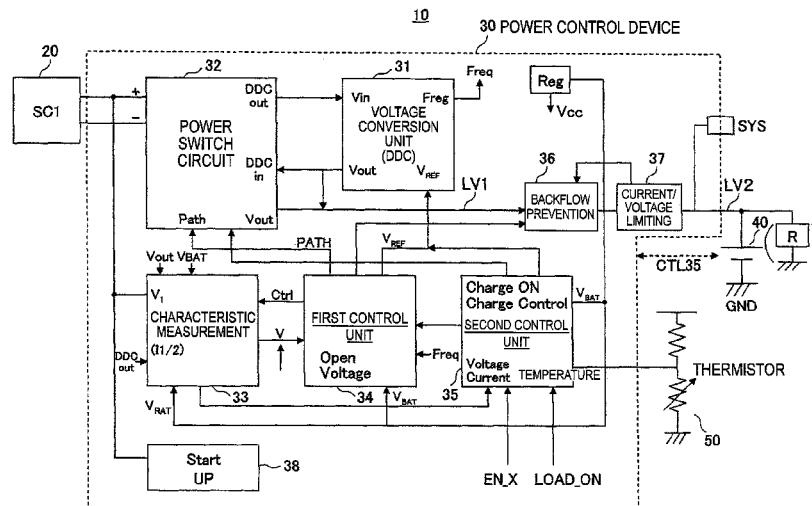 10
30 POWER CONTROL DEVICE
20
SC1
32
+
−
POWER
SWITCH
CIRCUIT
DDC
out
DDC
in
Path
Vout
31
Vin
Freg
VOLTAGE
CONVERSION
UNIT
(DDC)
Vout
VREF
Freq
Reg
Vcc
SYS
36
BACKFLOW
PREVENTION
37
CURRENT/
VOLTAGE
LIMITING
LV1
LV2
40
R
GND
CTL35
PATH
VREF
Vout VBAT
V1
CHARACTERISTIC
MEASUREMENT
(I1/2)
DDC
out
Ctrl
V
33
VRAT
FIRST CONTROL
UNIT
Open
Voltage
34
VBAT
Freq
Charge ON
Charge Control
SECOND CONTROL
UNIT
Voltage
Current
TEMPERATURE
35
VBAT
THERMISTOR
50
Start
UP
38
EN_X
LOAD_ON